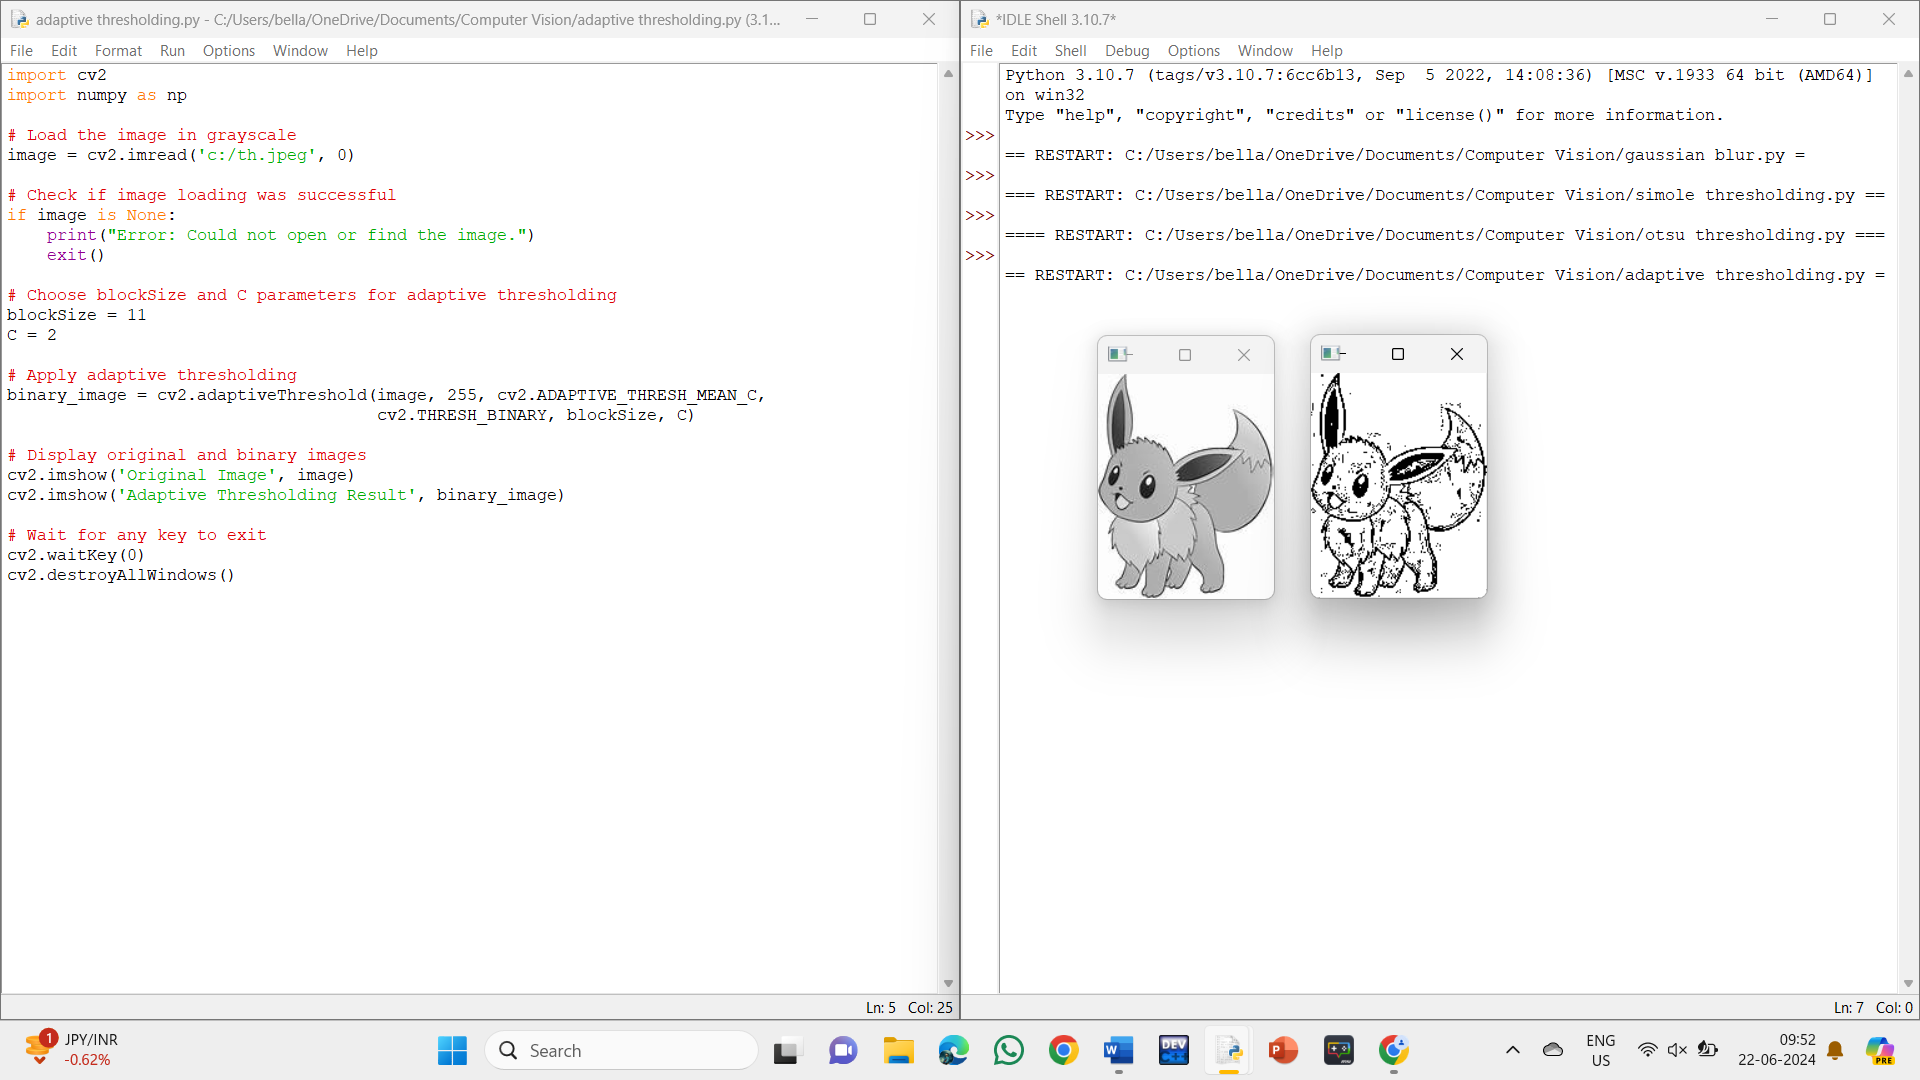 adaptive thresholding.py - C:/Users/bella/OneDrive/Documents/Computer Vision/adaptive thresholding.py (3.1...
File Edit Format Run Options Window Help
import cv2
import numpy as np
# Load the image in grayscale
image = cv2.imread('c:/th.jpeg', 0)
# Check if image loading was successful
if image is None:
    print("Error: Could not open or find the image.")
    exit()
# Choose blockSize and C parameters for adaptive thresholding
blockSize = 11
C = 2
# Apply adaptive thresholding
binary_image = cv2.adaptiveThreshold(image, 255, cv2.ADAPTIVE_THRESH_MEAN_C,
                                     cv2.THRESH_BINARY, blockSize, C)
# Display original and binary images
cv2.imshow('Original Image', image)
cv2.imshow('Adaptive Thresholding Result', binary_image)
# Wait for any key to exit
cv2.waitKey(0)
cv2.destroyAllWindows()
Ln: 5 Col: 25
*IDLE Shell 3.10.7*
File Edit Shell Debug Options Window Help
Python 3.10.7 (tags/v3.10.7:6cc6b13, Sep  5 2022, 14:08:36) [MSC v.1933 64 bit (AMD64)]
on win32
Type "help", "copyright", "credits" or "license()" for more information.
>>>
== RESTART: C:/Users/bella/OneDrive/Documents/Computer Vision/gaussian blur.py =
>>>
=== RESTART: C:/Users/bella/OneDrive/Documents/Computer Vision/simole thresholding.py ==
>>>
==== RESTART: C:/Users/bella/OneDrive/Documents/Computer Vision/otsu thresholding.py ===
>>>
== RESTART: C:/Users/bella/OneDrive/Documents/Computer Vision/adaptive thresholding.py =
Ln: 7 Col: 0
1
JPY/INR
-0.62%
Search
DEV
C++
ENG
US
09:52
22-06-2024
PRE